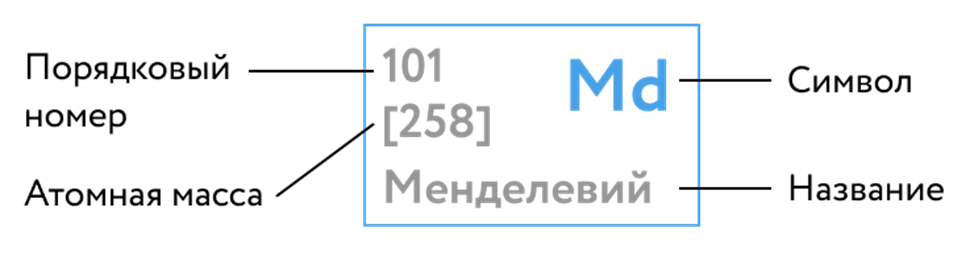 Порядковый
номер
Атомная масса
101
[258]
Md
Менделевий
Символ
Название